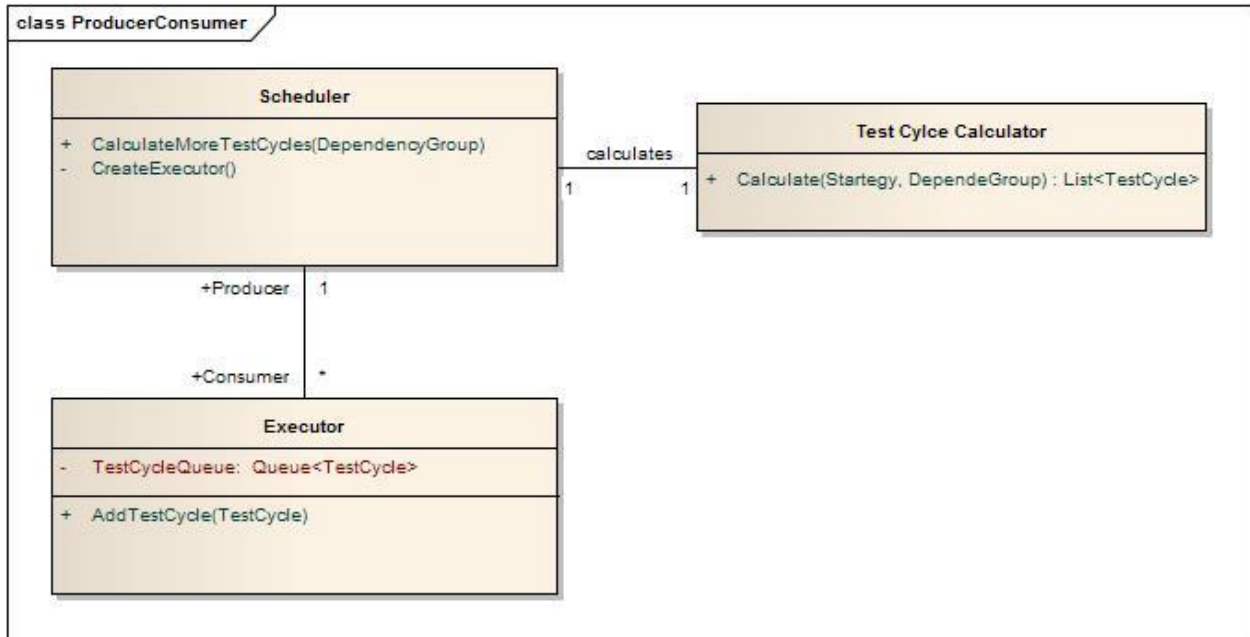 class ProducerConsumer
Scheduler
+ CalculateMoreTestCycles(DependencyGroup)
- CreateExecutor()
calculates
1
1
Test Cylce Calculator
+ Calculate(Startegy, DependeGroup) : List<TestCycle>
+Producer 1
+Consumer *
Executor
- TestCycleQueue: Queue<TestCycle>
+ AddTestCycle(TestCycle)